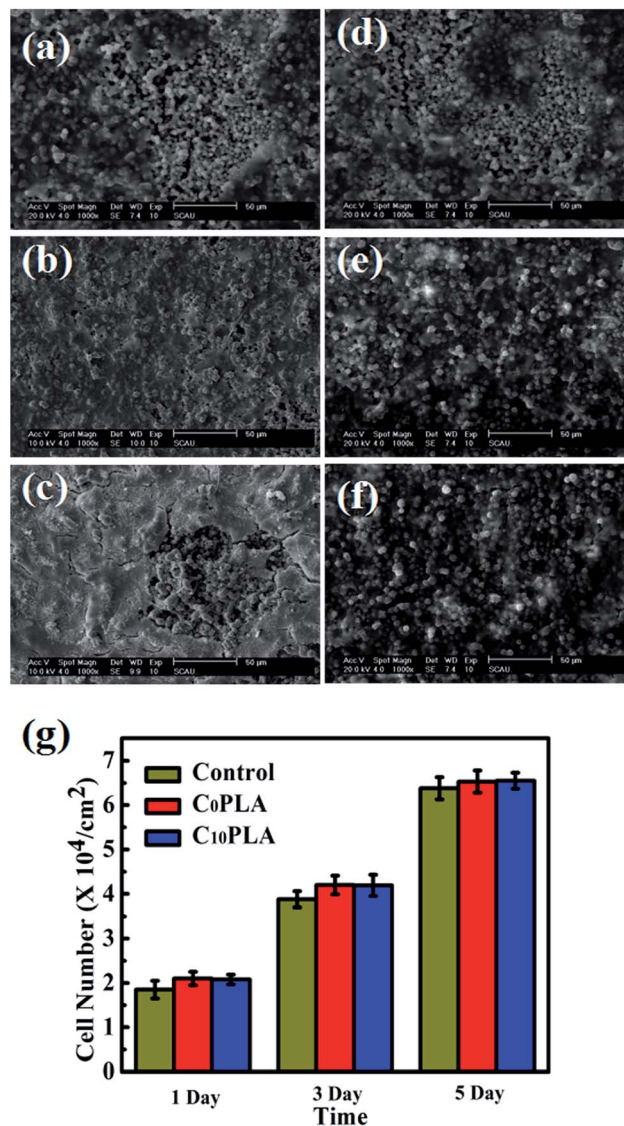 (a)
Acc.V Spot Magn Det WD Exp 50 µm
20.0 kV 4.0 1000x SE 7.4 10 SCAU
(d)
Acc.V Spot Magn Det WD Exp 50 µm
20.0 kV 4.0 1000x SE 7.4 10 SCAU
(b)
Acc.V Spot Magn Det WD Exp 50 µm
10.0 kV 4.0 1000x SE 10.0 10 SCAU
(e)
Acc.V Spot Magn Det WD Exp 50 µm
20.0 kV 4.0 1000x SE 7.4 10 SCAU
(c)
Acc.V Spot Magn Det WD Exp 50 µm
10.0 kV 4.0 1000x SE 9.9 10 SCAU
(f)
Acc.V Spot Magn Det WD Exp 50 µm
20.0 kV 4.0 1000x SE 7.4 10 SCAU
(g)
Cell Number (X 10⁴/cm²)
7
6
5
4
3
2
1
0
Control
C₀PLA
C₁₀PLA
1 Day 3 Day 5 Day
Time